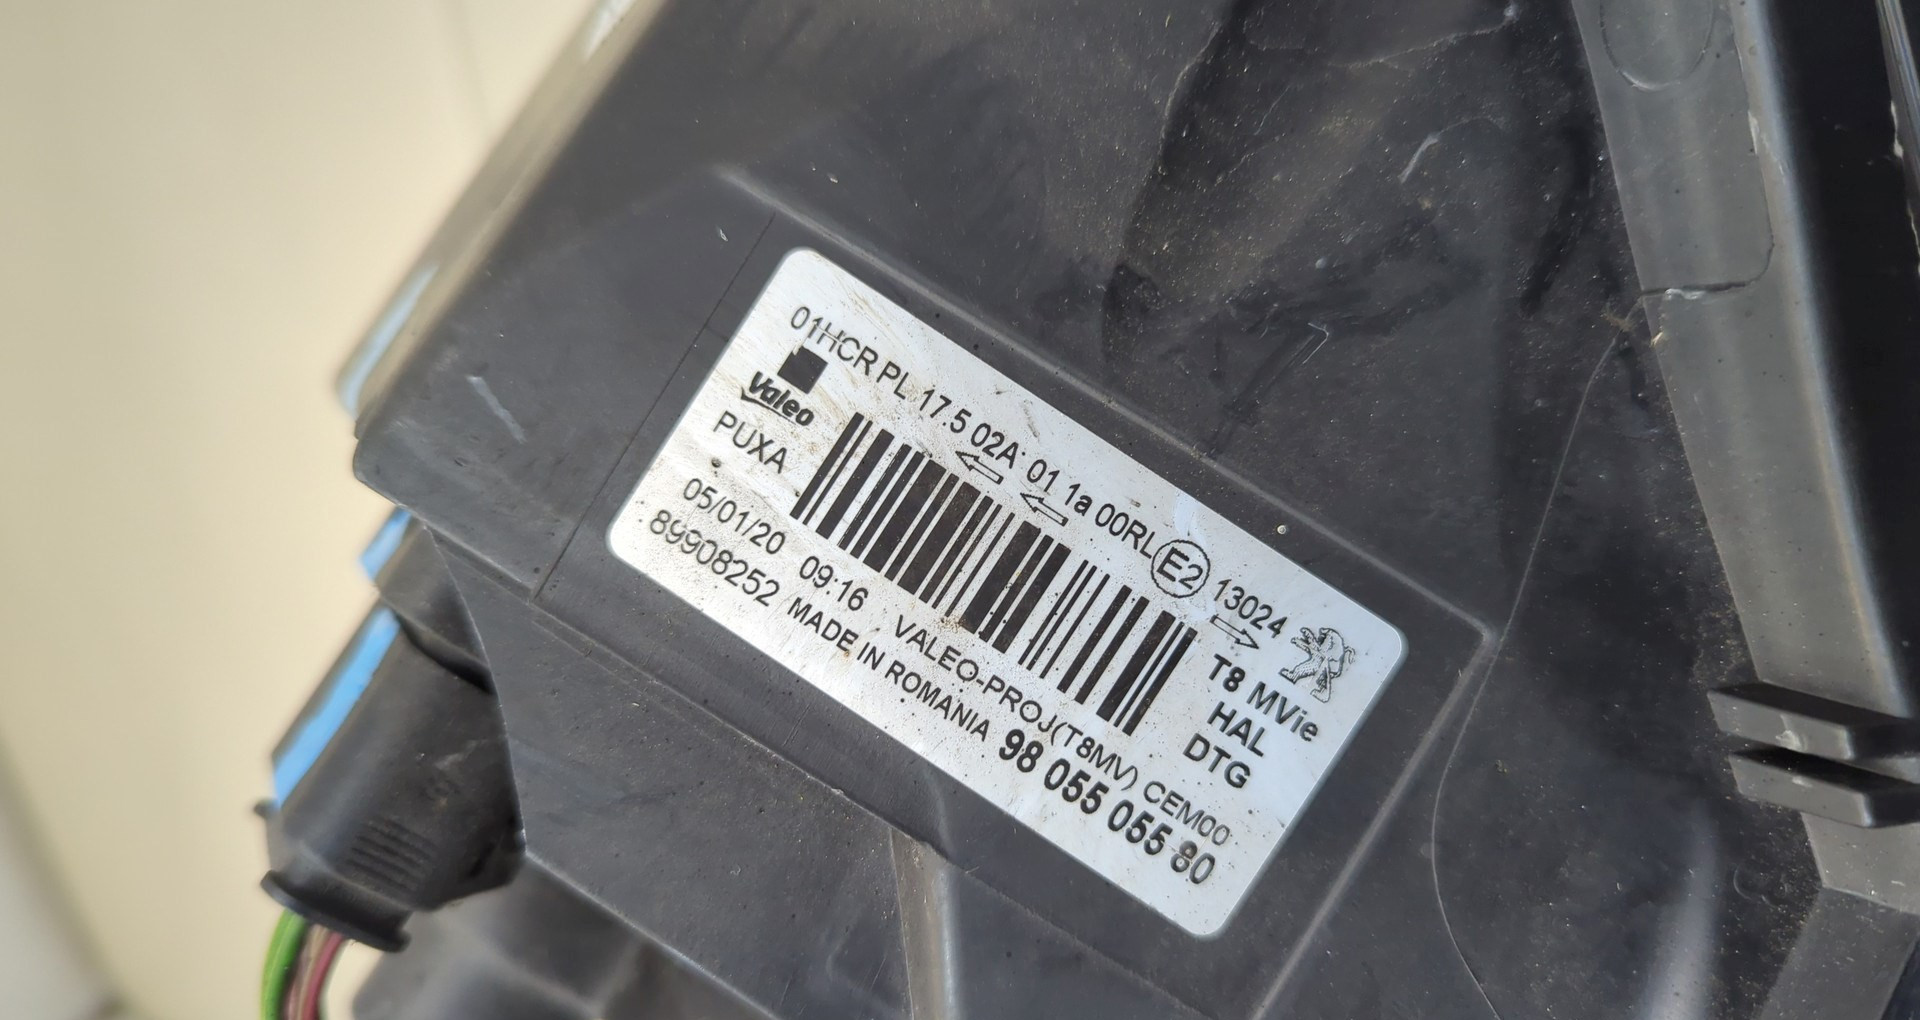 01HCR PL 17.5 02A 01 1a 00RL E2 13024
Valeo
PUXA
T8 MVie
HAL
DTG
05/01/20 09:16 VALEO-PROJ(T8MV) CEM00
89908252 MADE IN ROMANIA 98 055 055 80